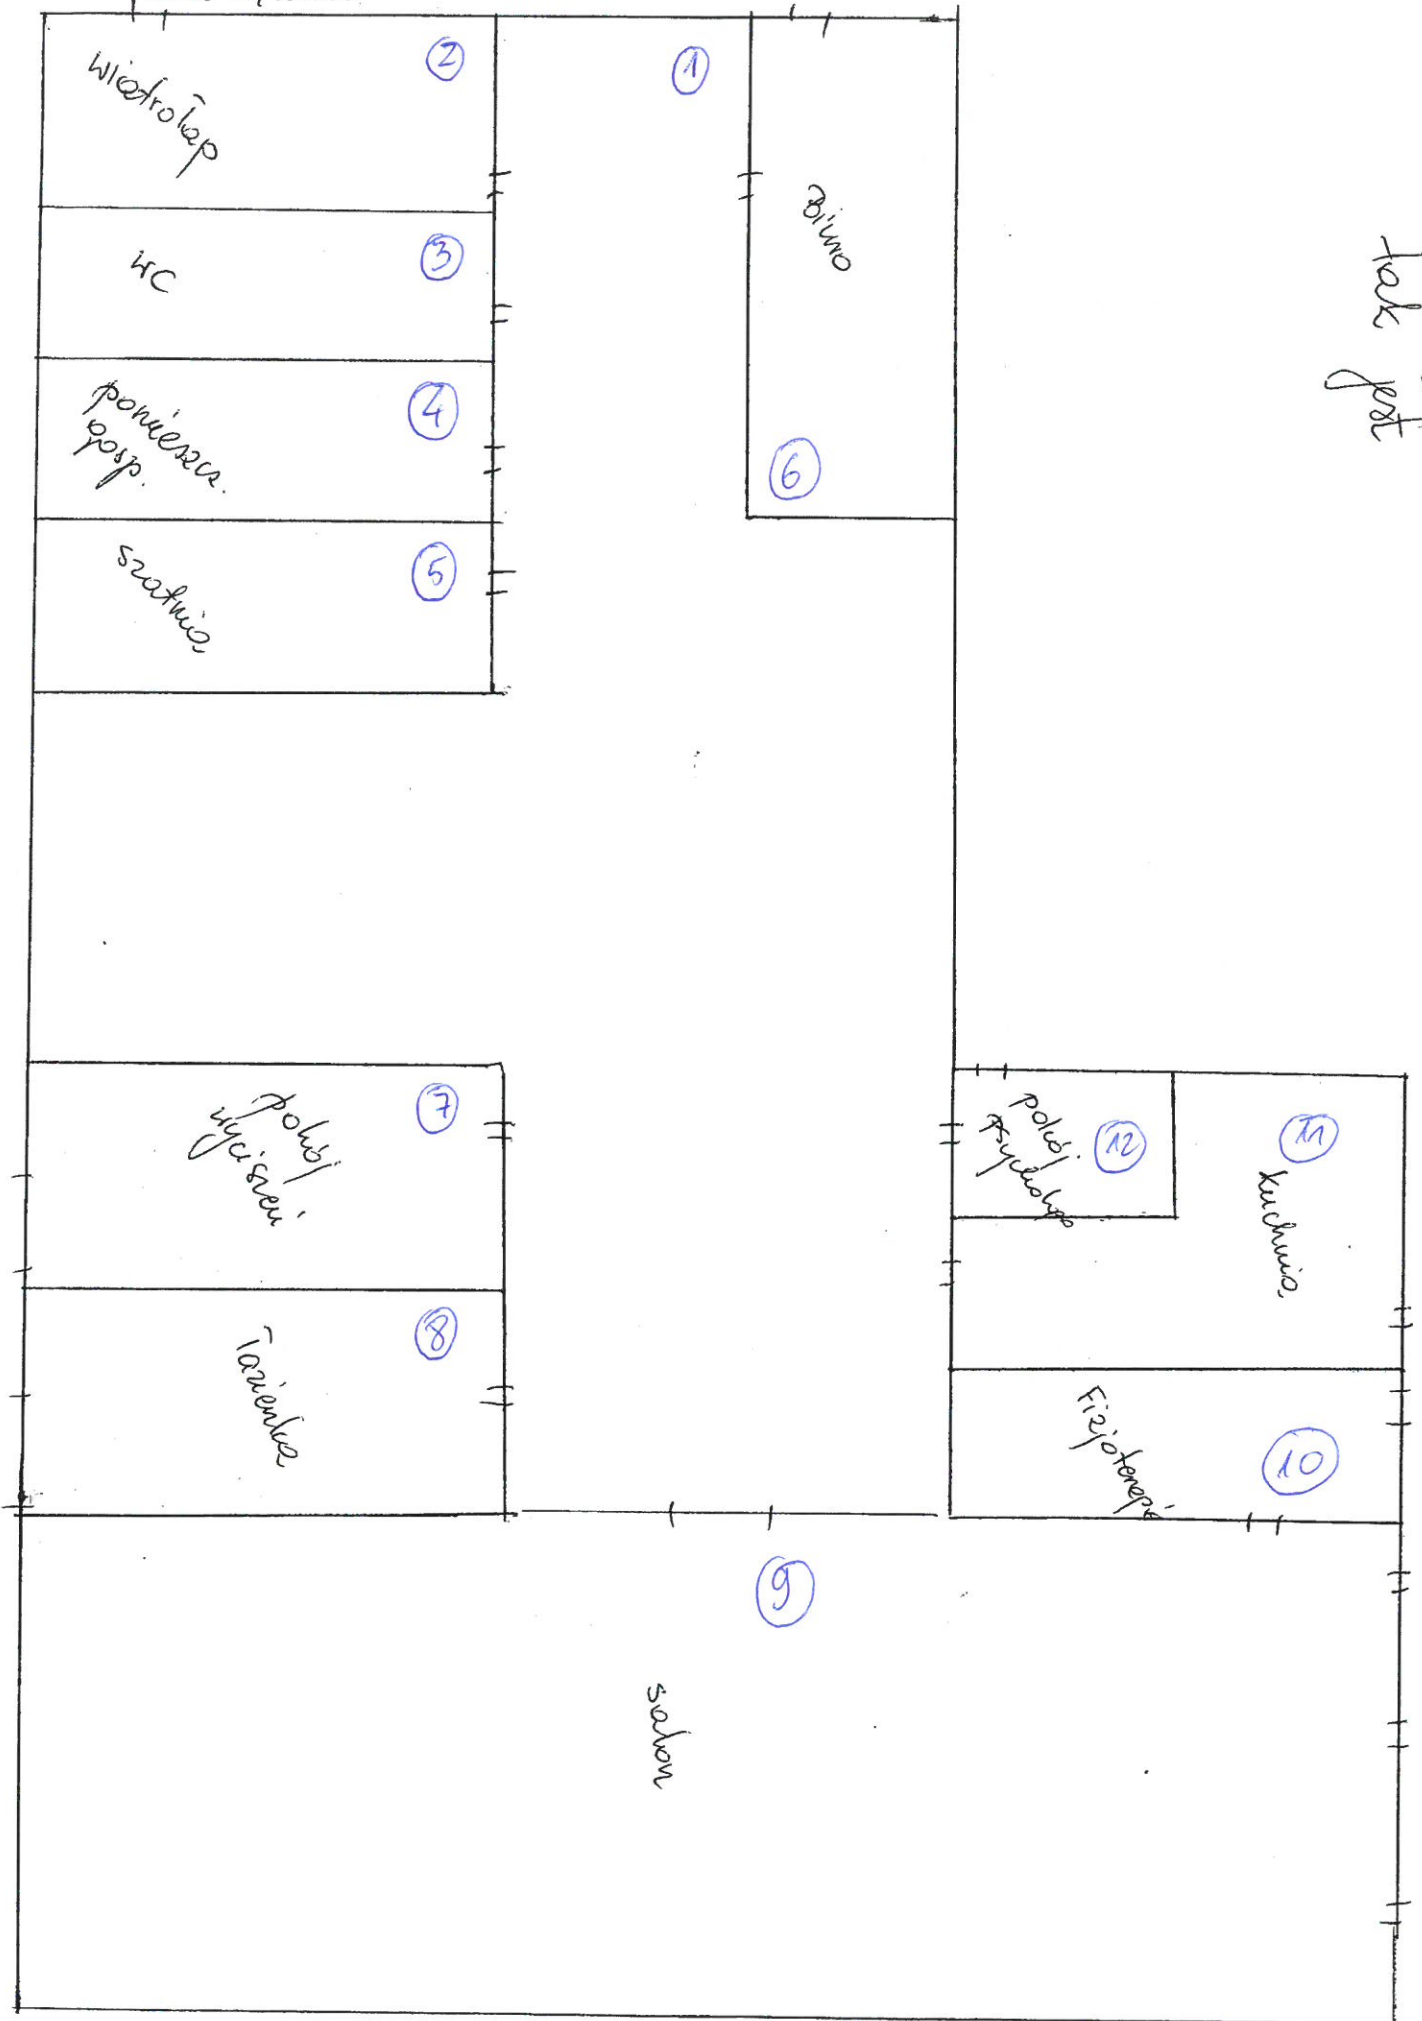 wiatrołap
2
1
Biuro
WC
3
tak jest
pomieszcz.
gosp.
4
6
szatnia
5
pokój
wyciszeń
7
pokój
psychologa
12
11
kuchnia
Łazienka
8
Fizjoterapia
10
9
salon